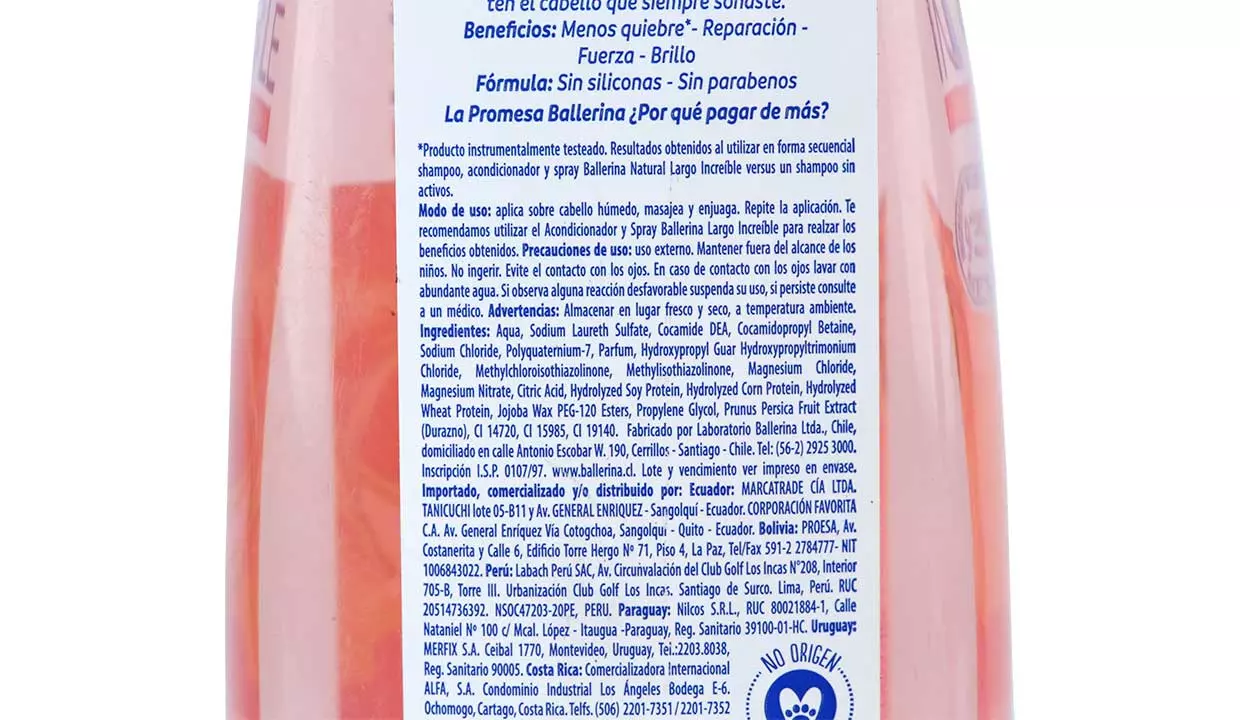 ten el cabello que siempre soñaste.
Beneficios: Menos quiebre*- Reparación -
Fuerza - Brillo
Fórmula: Sin siliconas - Sin parabenos
La Promesa Ballerina ¿Por qué pagar de más?
*Producto instrumentalmente testeado. Resultados obtenidos al utilizar en forma secuencial
shampoo, acondicionador y spray Ballerina Natural Largo Increíble versus un shampoo sin
activos.
Modo de uso: aplica sobre cabello húmedo, masajea y enjuaga. Repite la aplicación. Te
recomendamos utilizar el Acondicionador y Spray Ballerina Largo Increíble para realzar los
beneficios obtenidos. Precauciones de uso: uso externo. Mantener fuera del alcance de los
niños. No ingerir. Evite el contacto con los ojos. En caso de contacto con los ojos lavar con
abundante agua. Si observa alguna reacción desfavorable suspenda su uso, si persiste consulte
a un médico. Advertencias: Almacenar en lugar fresco y seco, a temperatura ambiente.
Ingredientes: Aqua, Sodium Laureth Sulfate, Cocamide DEA, Cocamidopropyl Betaine,
Sodium Chloride, Polyquaternium-7, Parfum, Hydroxypropyl Guar Hydroxypropyltrimonium
Chloride, Methylchloroisothiazolinone, Methylisothiazolinone, Magnesium Chloride,
Magnesium Nitrate, Citric Acid, Hydrolyzed Soy Protein, Hydrolyzed Corn Protein, Hydrolyzed
Wheat Protein, Jojoba Wax PEG-120 Esters, Propylene Glycol, Prunus Persica Fruit Extract
(Durazno), CI 14720, CI 15985, CI 19140. Fabricado por Laboratorio Ballerina Ltda., Chile,
domiciliado en calle Antonio Escobar W. 190, Cerrillos - Santiago - Chile. Tel: (56-2) 2925 3000.
Inscripción I.S.P. 0107/97. www.ballerina.cl. Lote y vencimiento ver impreso en envase.
Importado, comercializado y/o distribuido por: Ecuador: MARCATRADE CÍA LTDA.
TANICUCHI lote 05-B11 y Av. GENERAL ENRIQUEZ - Sangolquí - Ecuador. CORPORACIÓN FAVORITA
C.A. Av. General Enríquez Vía Cotogchoa, Sangolquí - Quito - Ecuador. Bolivia: PROESA, Av.
Costanerita y Calle 6, Edificio Torre Hergo Nº 71, Piso 4, La Paz, Tel/Fax 591-2 2784777- NIT
1006843022. Perú: Labach Perú SAC, Av. Circunvalación del Club Golf Los Incas N°208, Interior
705-B, Torre III. Urbanización Club Golf Los Incas. Santiago de Surco. Lima, Perú. RUC
20514736392. NSOC47203-20PE, PERU. Paraguay: Nilcos S.R.L., RUC 80021884-1, Calle
Nataniel Nº 100 c/ Mcal. López - Itaugua -Paraguay, Reg. Sanitario 39100-01-HC. Uruguay:
MERFIX S.A. Ceibal 1770, Montevideo, Uruguay, Tel.:2203.8038,
Reg. Sanitario 90005. Costa Rica: Comercializadora Internacional
ALFA, S.A. Condominio Industrial Los Ángeles Bodega E-6.
Ochomogo, Cartago, Costa Rica. Telfs. (506) 2201-7351 / 2201-7352
NO ORIGEN